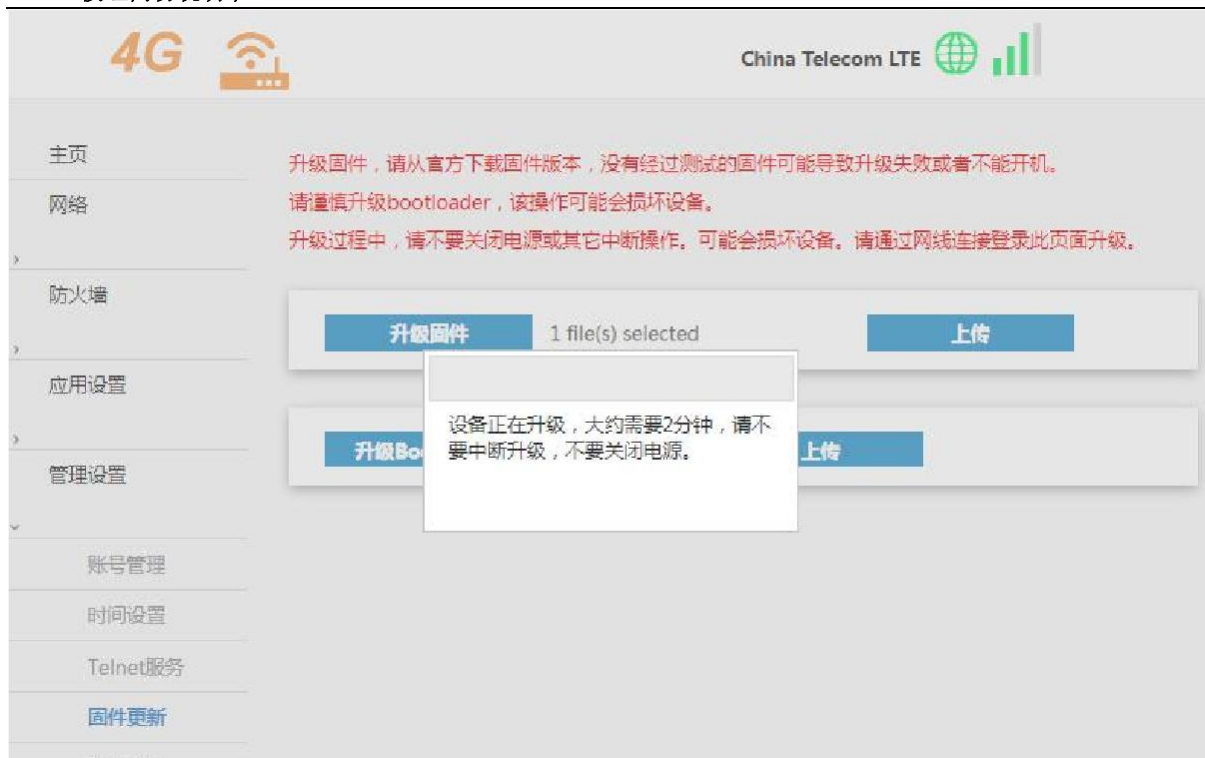 4G
China Telecom LTE
主页
升级固件，请从官方下载固件版本，没有经过测试的固件可能导致升级失败或者不能开机。
网络
请谨慎升级bootloader，该操作可能会损坏设备。
升级过程中，请不要关闭电源或其它中断操作。可能会损坏设备。请通过网线连接登录此页面升级。
防火墙
升级固件 1 file(s) selected 上传
应用设置
设备正在升级，大约需要2分钟，请不
要中断升级，不要关闭电源。
升级Bo 上传
管理设置
账号管理
时间设置
Telnet服务
固件更新